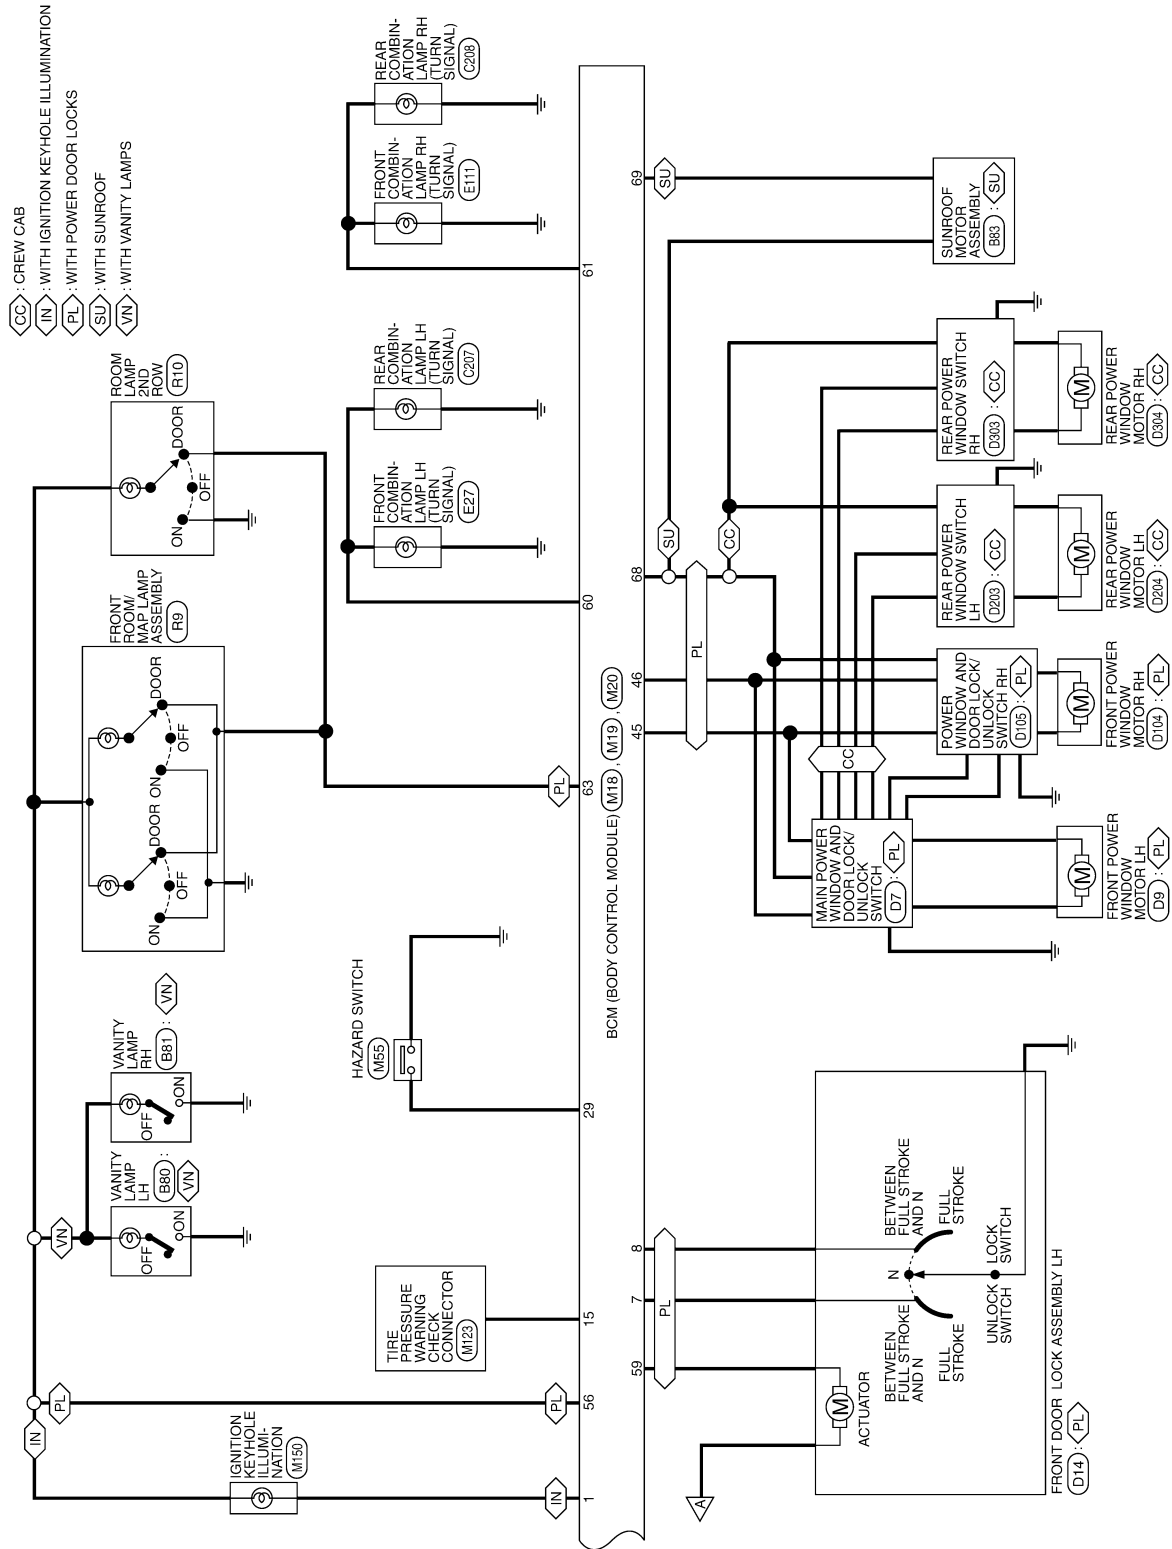 CC : CREW CAB
IN : WITH IGNITION KEYHOLE ILLUMINATION
PL : WITH POWER DOOR LOCKS
SU : WITH SUNROOF
VN : WITH VANITY LAMPS
IN
PL
VN
IGNITION
KEYHOLE
ILLUMI-
NATION
M150
VANITY
LAMP
LH
B80 :
VN
OFF
ON
VANITY
LAMP
RH
B81 :
VN
OFF
ON
FRONT
ROOM/
MAP LAMP
ASSEMBLY
R9
ON
OFF
DOOR
ON
OFF
DOOR
ROOM
LAMP
2ND
ROW
R10
ON
OFF
DOOR
TIRE
PRESSURE
WARNING
CHECK
CONNECTOR
M123
HAZARD SWITCH
M55
FRONT
COMBIN-
ATION
LAMP LH
(TURN
SIGNAL)
E27
REAR
COMBIN-
ATION
LAMP LH
(TURN
SIGNAL)
C207
FRONT
COMBIN-
ATION
LAMP RH
(TURN
SIGNAL)
E111
REAR
COMBIN-
ATION
LAMP RH
(TURN
SIGNAL)
C208
IN
PL
PL
1
56
15
29
63
60
61
BCM (BODY CONTROL MODULE) M18 , M19 , M20
59
7
8
45
46
68
69
PL
PL
SU
CC
SU
A
ACTUATOR
BETWEEN
FULL STROKE
AND N
FULL
STROKE
N
BETWEEN
FULL STROKE
AND N
FULL
STROKE
UNLOCK
SWITCH
LOCK
SWITCH
FRONT DOOR LOCK ASSEMBLY LH
D14 : PL
CC
MAIN POWER
WINDOW AND
DOOR LOCK/
UNLOCK
SWITCH
D7 : PL
M
FRONT POWER
WINDOW
MOTOR LH
D9 : PL
POWER
WINDOW AND
DOOR LOCK/
UNLOCK
SWITCH RH
D105 : PL
M
FRONT POWER
WINDOW
MOTOR RH
D104 : PL
REAR POWER
WINDOW SWITCH
LH
D203 : CC
M
REAR POWER
WINDOW
MOTOR LH
D204 : CC
REAR POWER
WINDOW SWITCH
RH
D303 : CC
M
REAR POWER
WINDOW
MOTOR RH
D304 : CC
SUNROOF
MOTOR
ASSEMBLY
B83 : SU
M